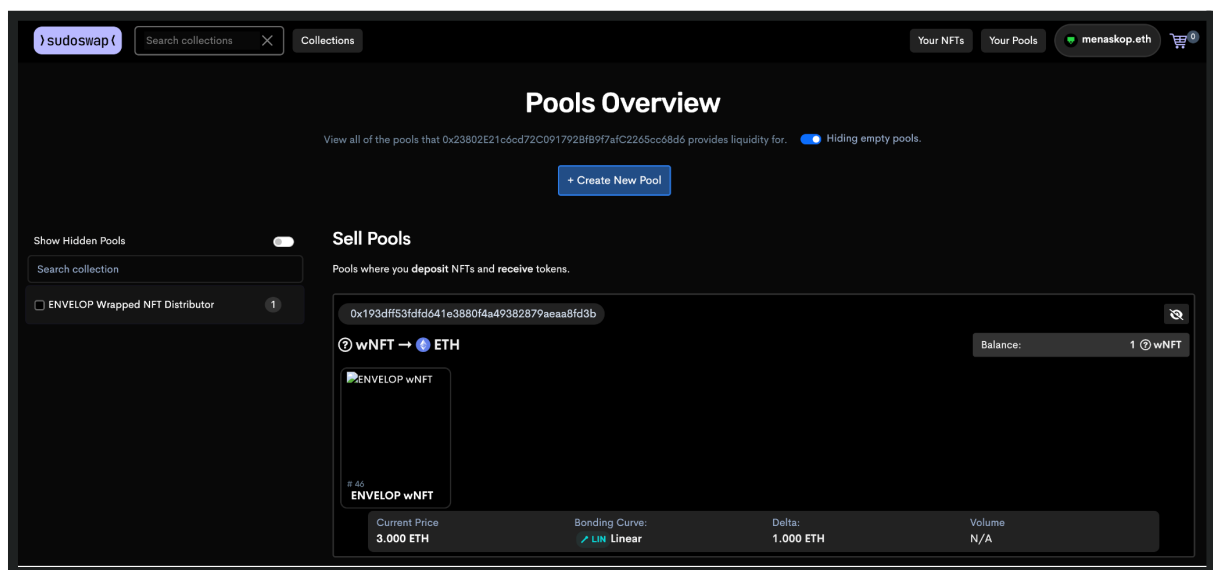 )sudoswap(
Search collections
Collections
Your NFTs
Your Pools
menaskop.eth
0
Pools Overview
View all of the pools that 0x23802E21c6cd72C091792BfB9f7afC2265cc68d6 provides liquidity for.
Hiding empty pools.
+ Create New Pool
Show Hidden Pools
Search collection
ENVELOP Wrapped NFT Distributor
1
Sell Pools
Pools where you deposit NFTs and receive tokens.
0x193dff53fdfd641e3880f4a49382879aeaa8fd3b
wNFT → ETH
Balance:
1 wNFT
ENVELOP wNFT
# 46
ENVELOP wNFT
Current Price
3.000 ETH
Bonding Curve:
LIN Linear
Delta:
1.000 ETH
Volume
N/A